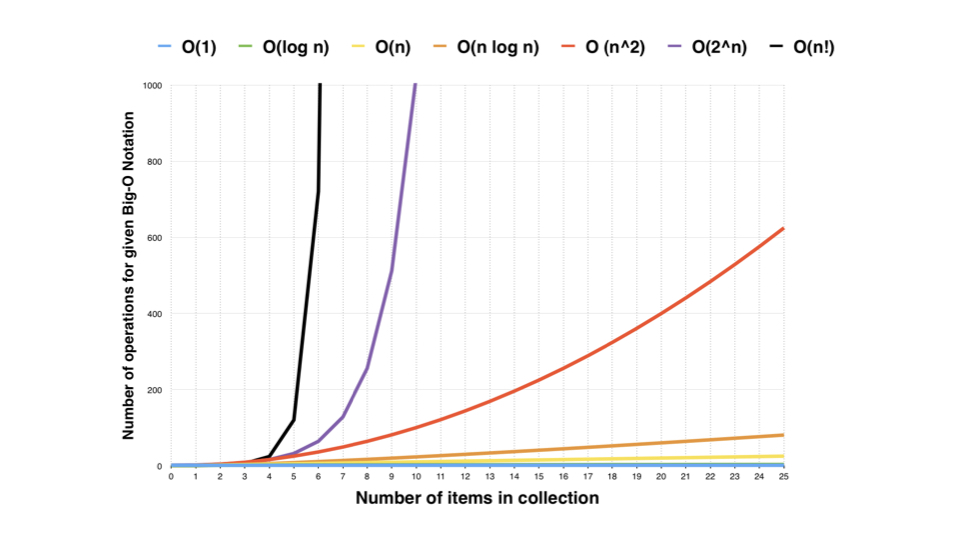 O(1) O(log n) O(n) O(n log n) O (n^2) O(2^n) O(n!)
Number of operations for given Big-O Notation
1000
800
600
400
200
0
0 1 2 3 4 5 6 7 8 9 10 11 12 13 14 15 16 17 18 19 20 21 22 23 24 25
Number of items in collection